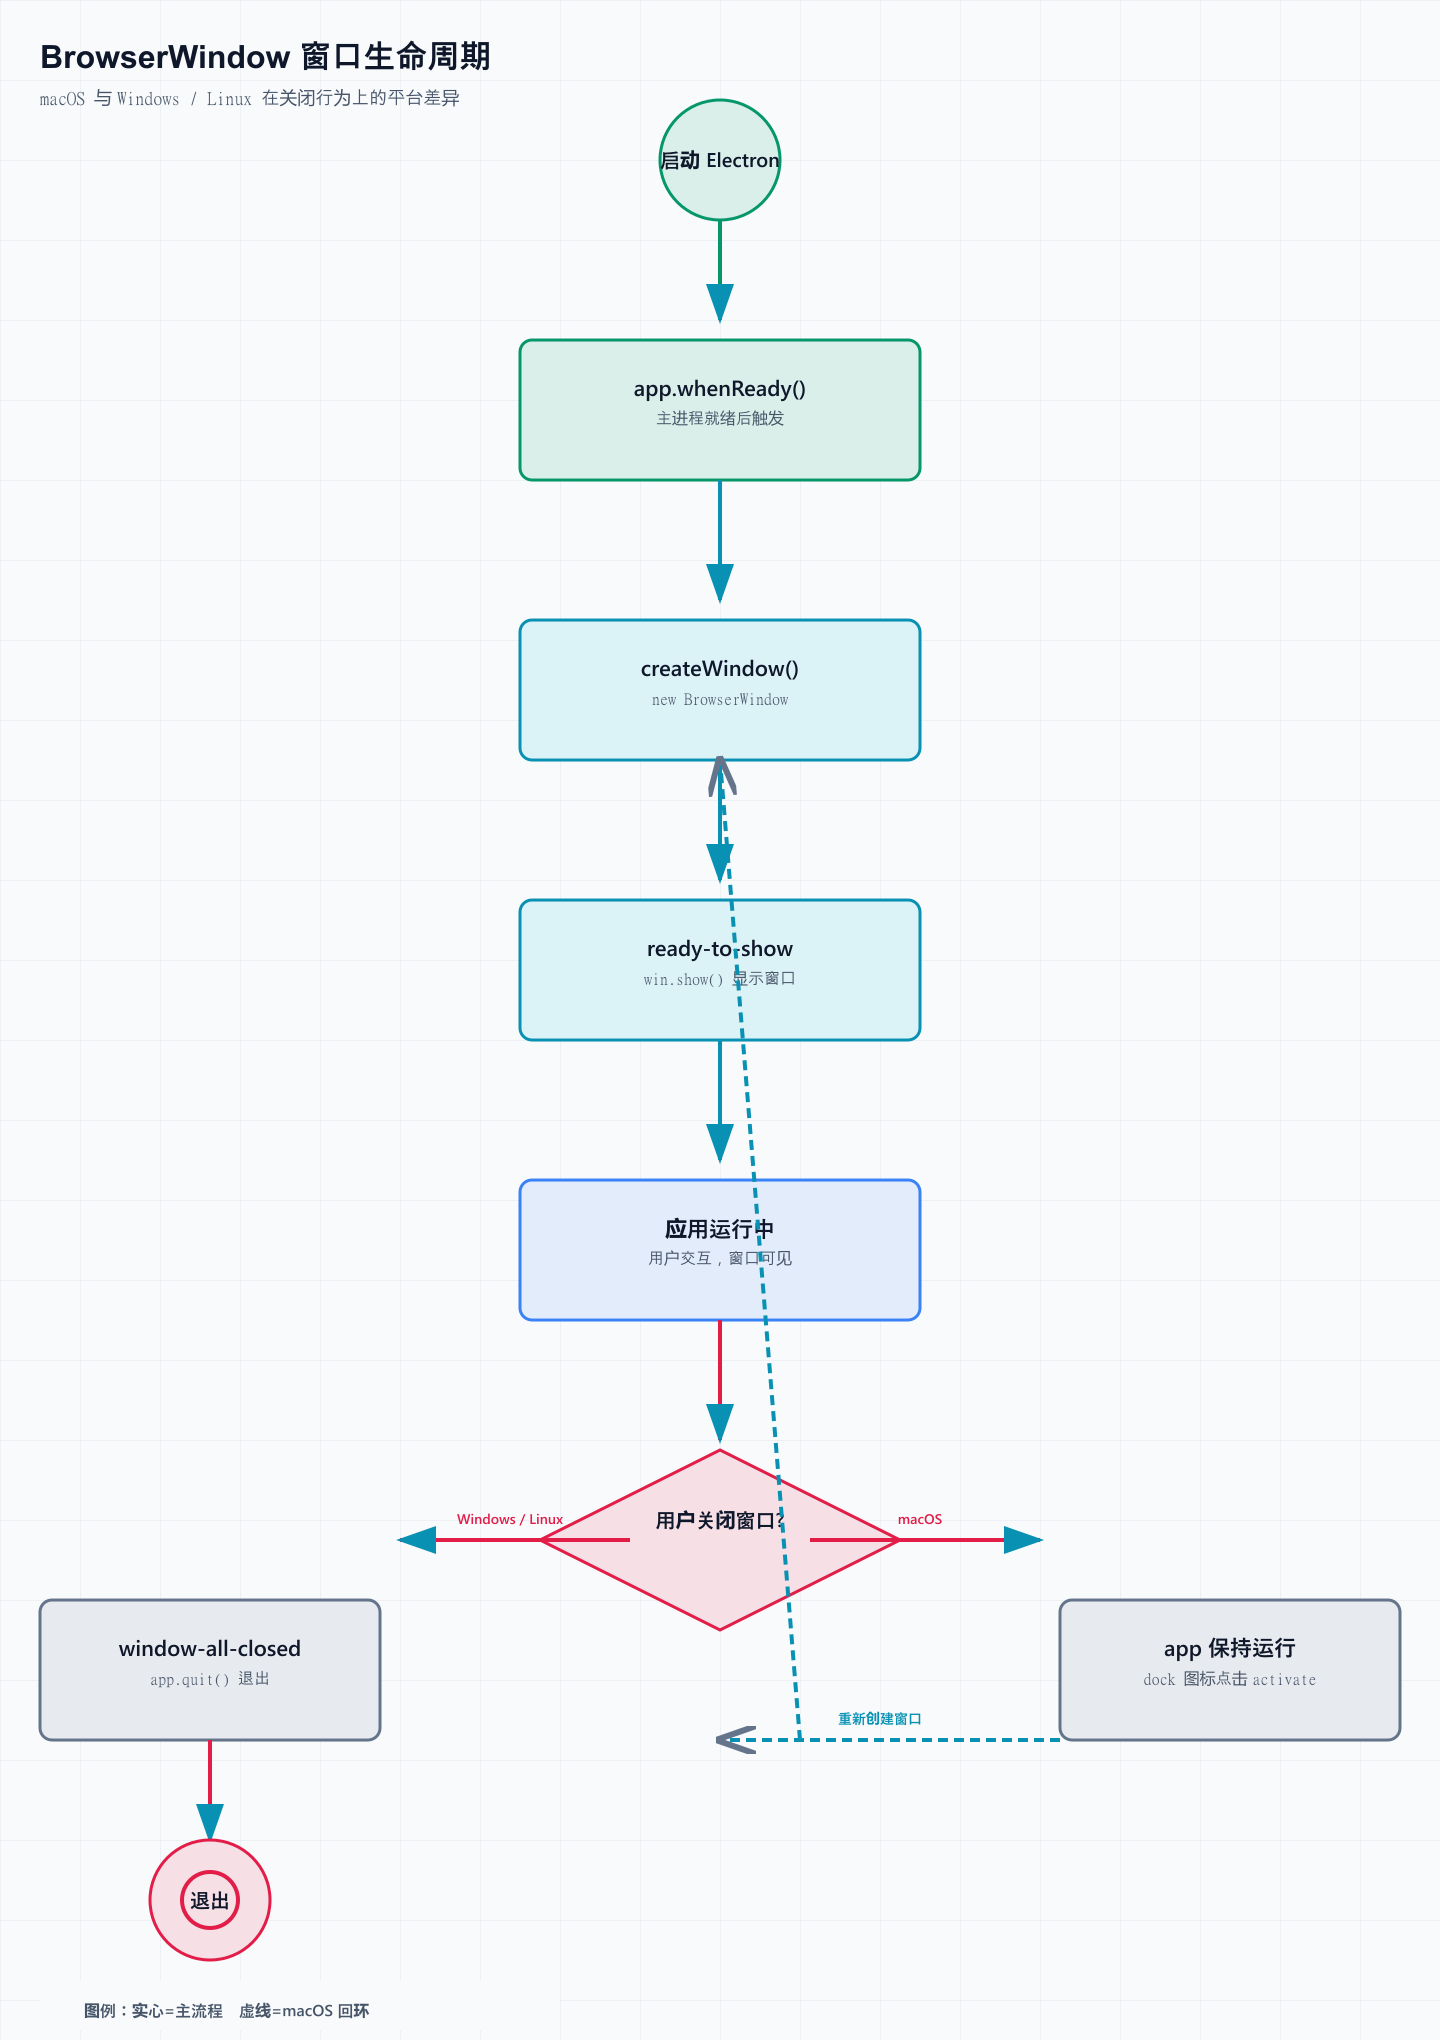 BrowserWindow 窗口生命周期
macOS 与 Windows / Linux 在关闭行为上的平台差异
启动 Electron
app.whenReady()
主进程就绪后触发
createWindow()
new BrowserWindow
ready-to-show
win.show() 显示窗口
应用运行中
用户交互，窗口可见
用户关闭窗口?
Windows / Linux
macOS
window-all-closed
app.quit() 退出
app 保持运行
dock 图标点击 activate
重新创建窗口
退出
图例：实心=主流程 虚线=macOS 回环